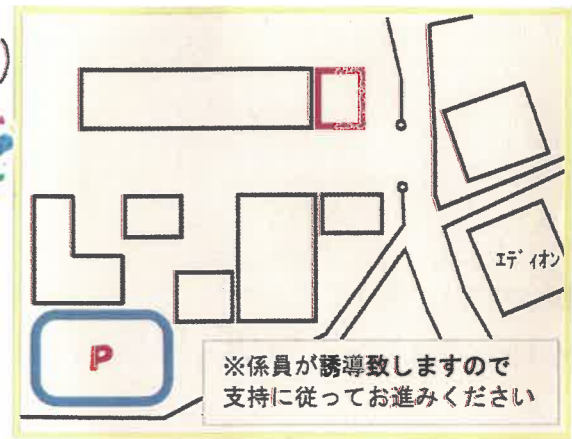 エディオン
P
※係員が誘導致しますので
支持に従ってお進みください